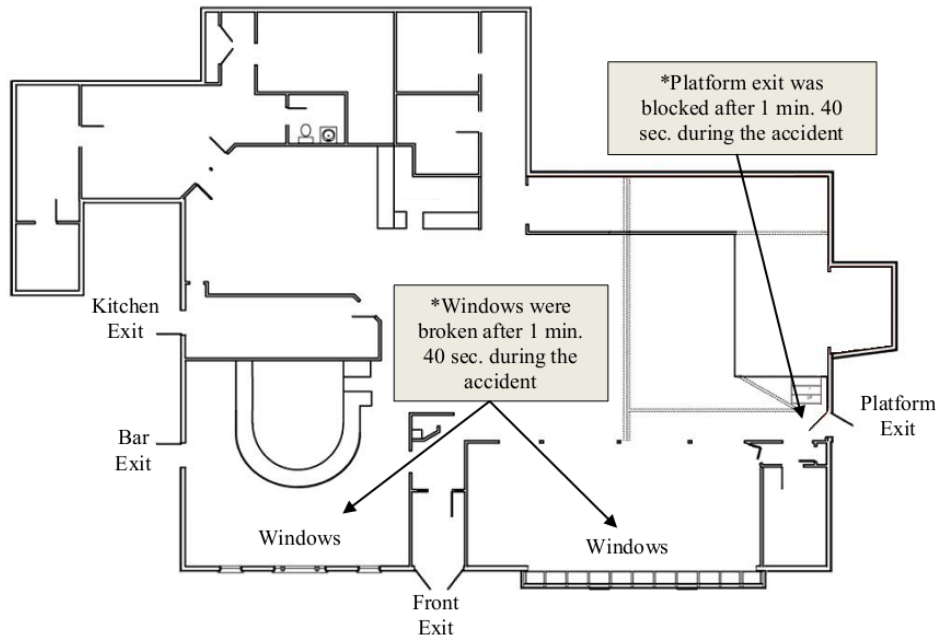 *Platform exit was
blocked after 1 min. 40
sec. during the accident
Kitchen
Exit
*Windows were
broken after 1 min.
40 sec. during the
accident
Platform
Exit
Bar
Exit
Windows
Windows
Front
Exit